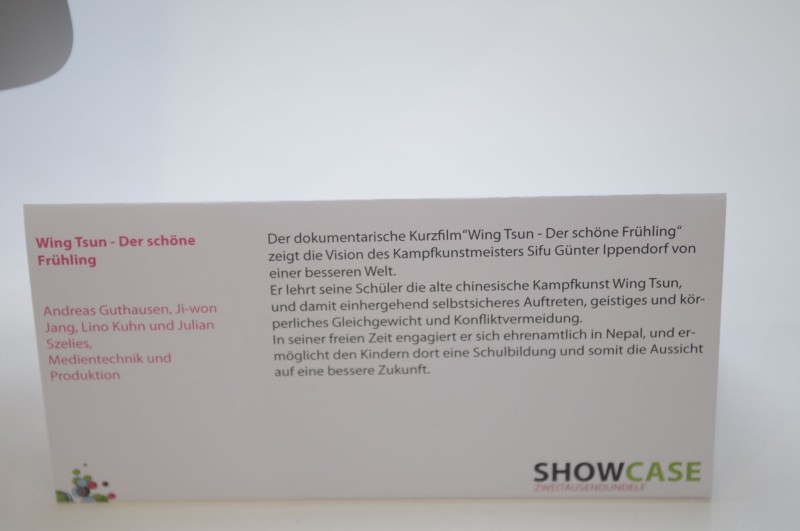 Wing Tsun - Der schöne
Frühling
Andreas Guthausen, Ji-won
Jang, Lino Kuhn und Julian
Szelies,
Medientechnik und
Produktion
Der dokumentarische Kurzfilm“Wing Tsun - Der schöne Frühling“
zeigt die Vision des Kampfkunstmeisters Sifu Günter Ippendorf von
einer besseren Welt.
Er lehrt seine Schüler die alte chinesische Kampfkunst Wing Tsun,
und damit einhergehend selbstsicheres Auftreten, geistiges und kör-
perliches Gleichgewicht und Konfliktvermeidung.
In seiner freien Zeit engagiert er sich ehrenamtlich in Nepal, und er-
möglicht den Kindern dort eine Schulbildung und somit die Aussicht
auf eine bessere Zukunft.
SHOWCASE
ZWEITAUSENDUNDELF